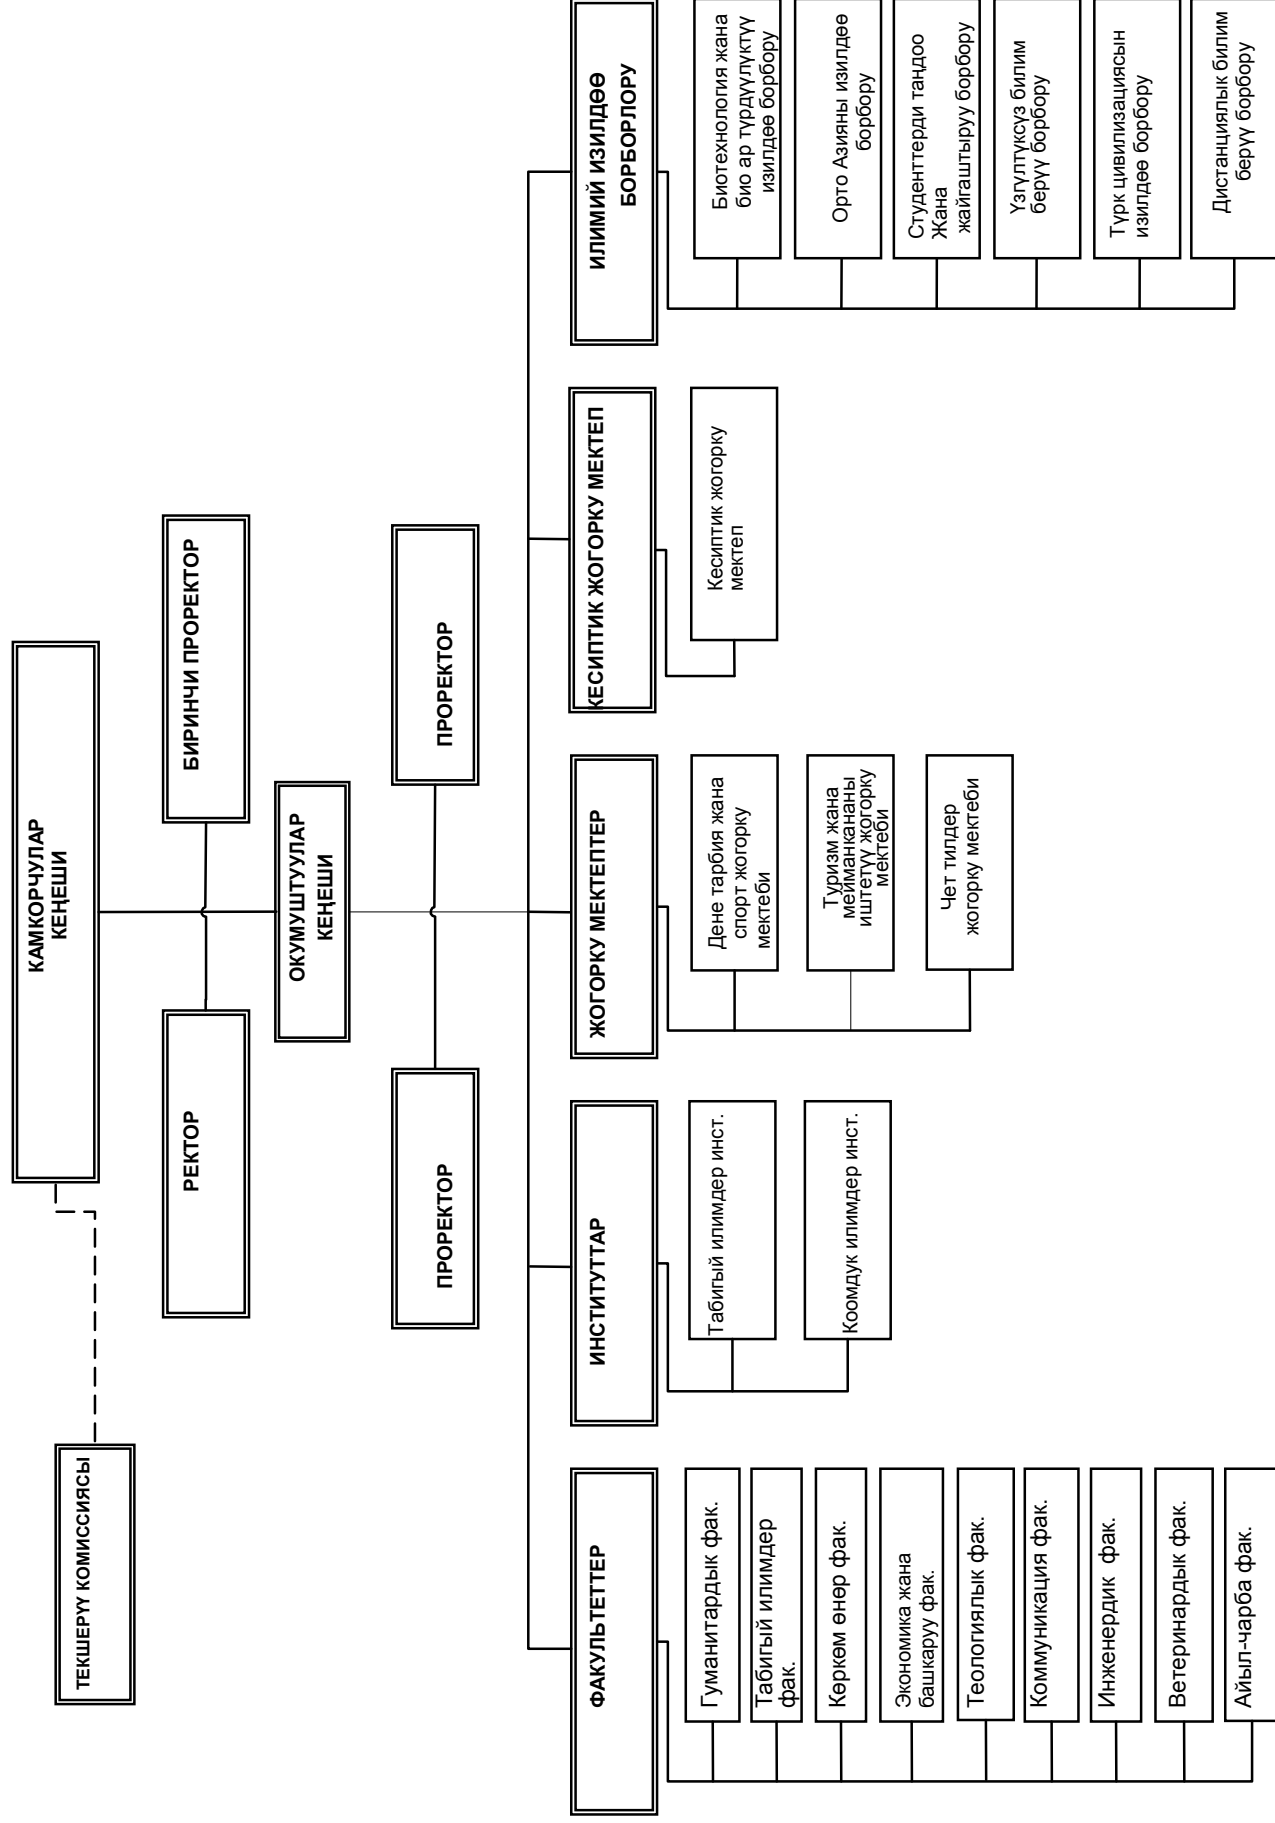 КАМКОРЧУЛАР
КЕҢЕШИ
ТЕКШЕРҮҮ КОМИССИЯСЫ
РЕКТОР
БИРИНЧИ ПРОРЕКТОР
ОКУМУШТУУЛАР
КЕҢЕШИ
ПРОРЕКТОР
ПРОРЕКТОР
ФАКУЛЬТЕТТЕР
Гуманитардык фак.
Табигый илимдер
фак.
Көркөм өнөр фак.
Экономика жана
башкаруу фак.
Теологиялык фак.
Коммуникация фак.
Инженердик фак.
Ветеринардык фак.
Айыл-чарба фак.
ИНСТИТУТТАР
Табигый илимдер инст.
Коомдук илимдер инст.
ЖОГОРКУ МЕКТЕПТЕР
Дене тарбия жана
спорт жогорку
мектеби
Туризм жана
мейманкананы
иштетүү жогорку
мектеби
Чет тилдер
жогорку мектеби
КЕСИПТИК ЖОГОРКУ МЕКТЕП
Кесиптик жогорку
мектеп
ИЛИМИЙ ИЗИЛДӨӨ
БОРБОРЛОРУ
Биотехнология жана
био ар түрдүүлүктүү
изилдөө борбору
Орто Азияны изилдөө
борбору
Студенттерди таңдоо
Жана
жайгаштыруу борбору
Үзгүлтүксүз билим
берүү борбору
Түрк цивилизациясын
изилдөө борбору
Дистанциялык билим
берүү борбору